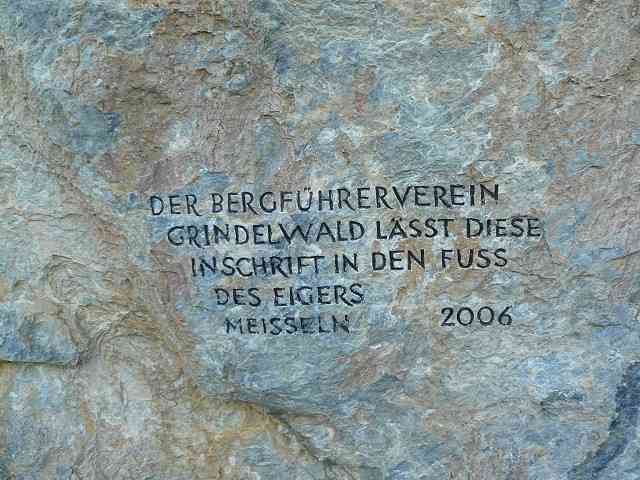 DER BERGFÜHRERVEREIN
GRINDELWALD LÄSST DIESE
INSCHRIFT IN DEN FUSS
DES EIGERS
MEISSELN 2006